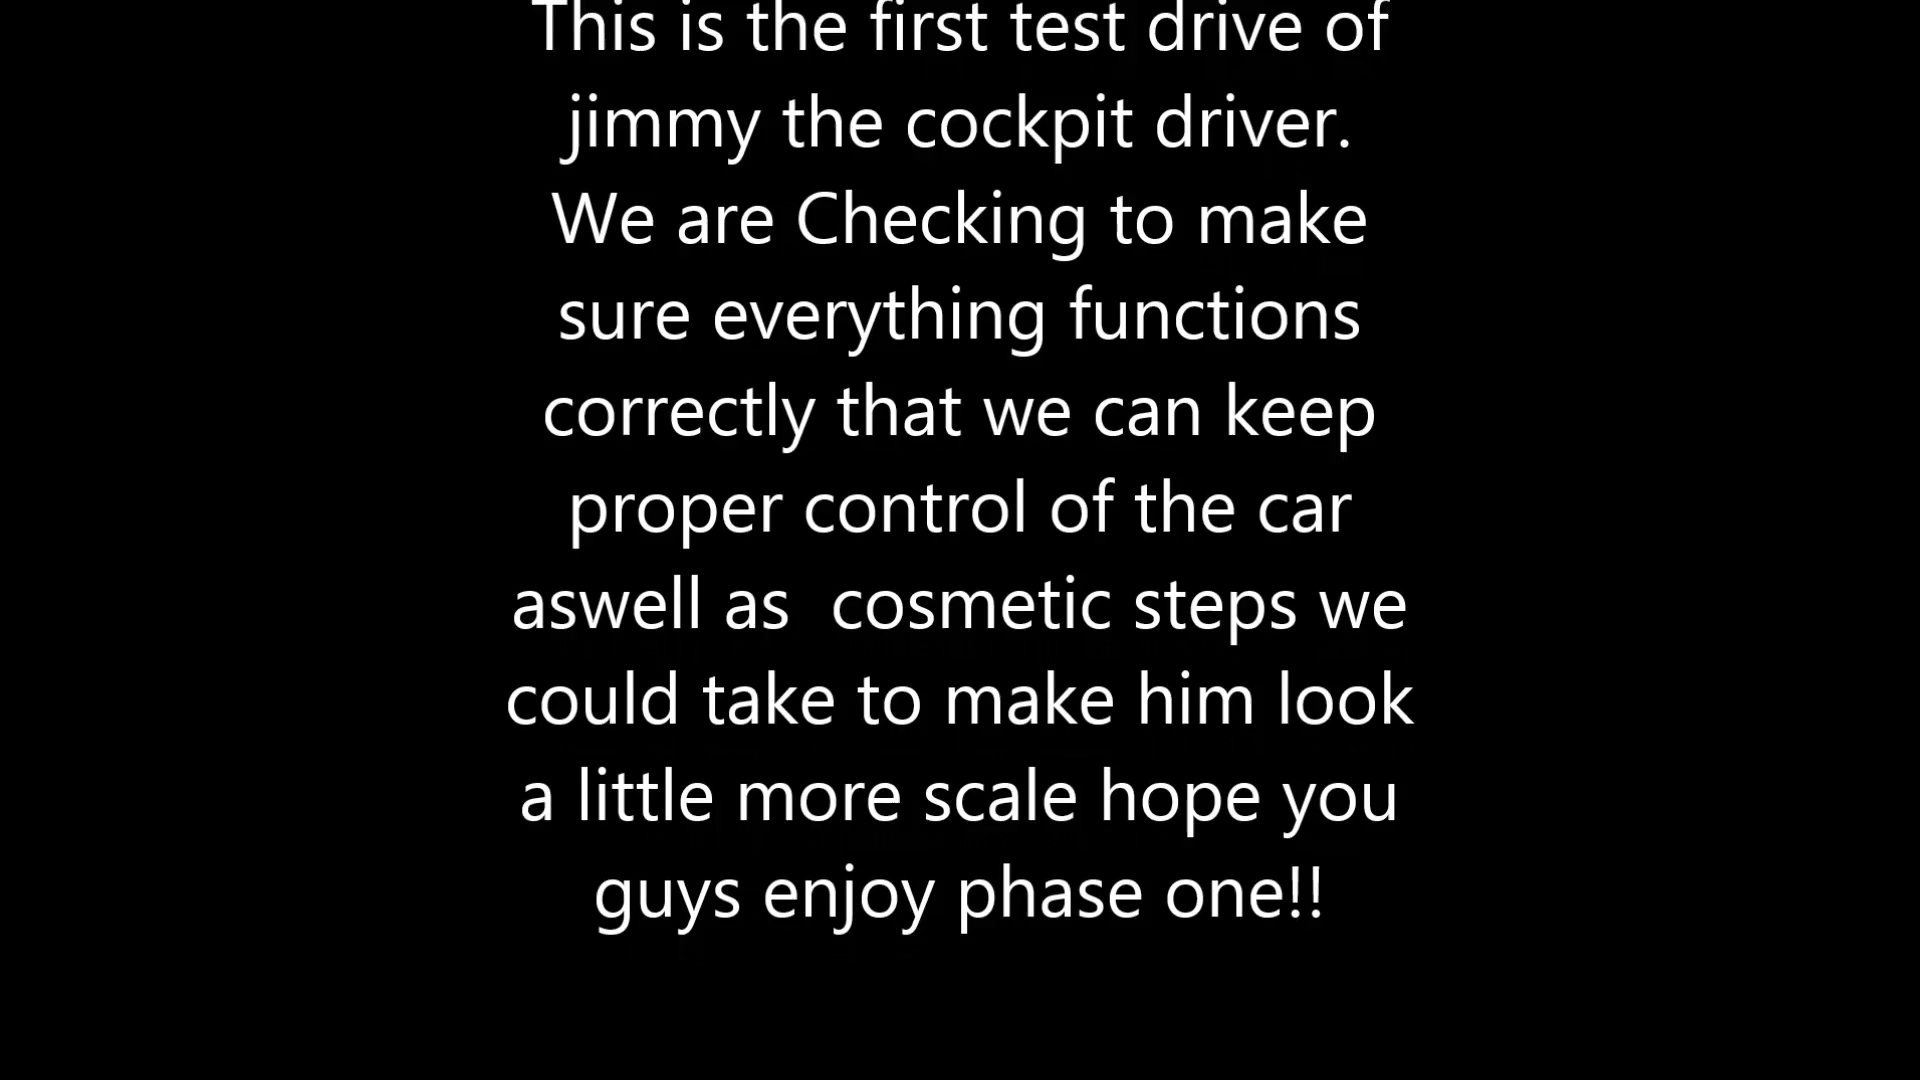 This is the first test drive of
jimmy the cockpit driver.
We are Checking to make
sure everything functions
correctly that we can keep
proper control of the car
aswell as  cosmetic steps we
could take to make him look
a little more scale hope you
guys enjoy phase one!!